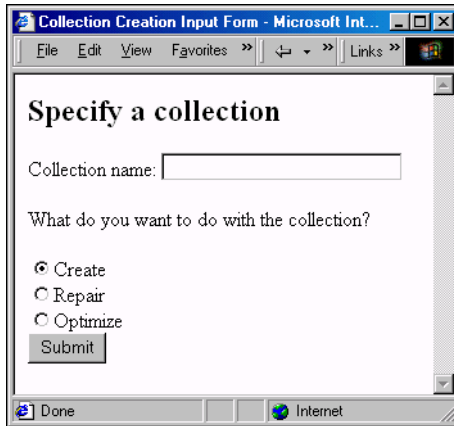 Collection Creation Input Form - Microsoft Int...
File Edit View Favorites » » Links »
Specify a collection
Collection name:
What do you want to do with the collection?
Create
Repair
Optimize
Submit
Done Internet